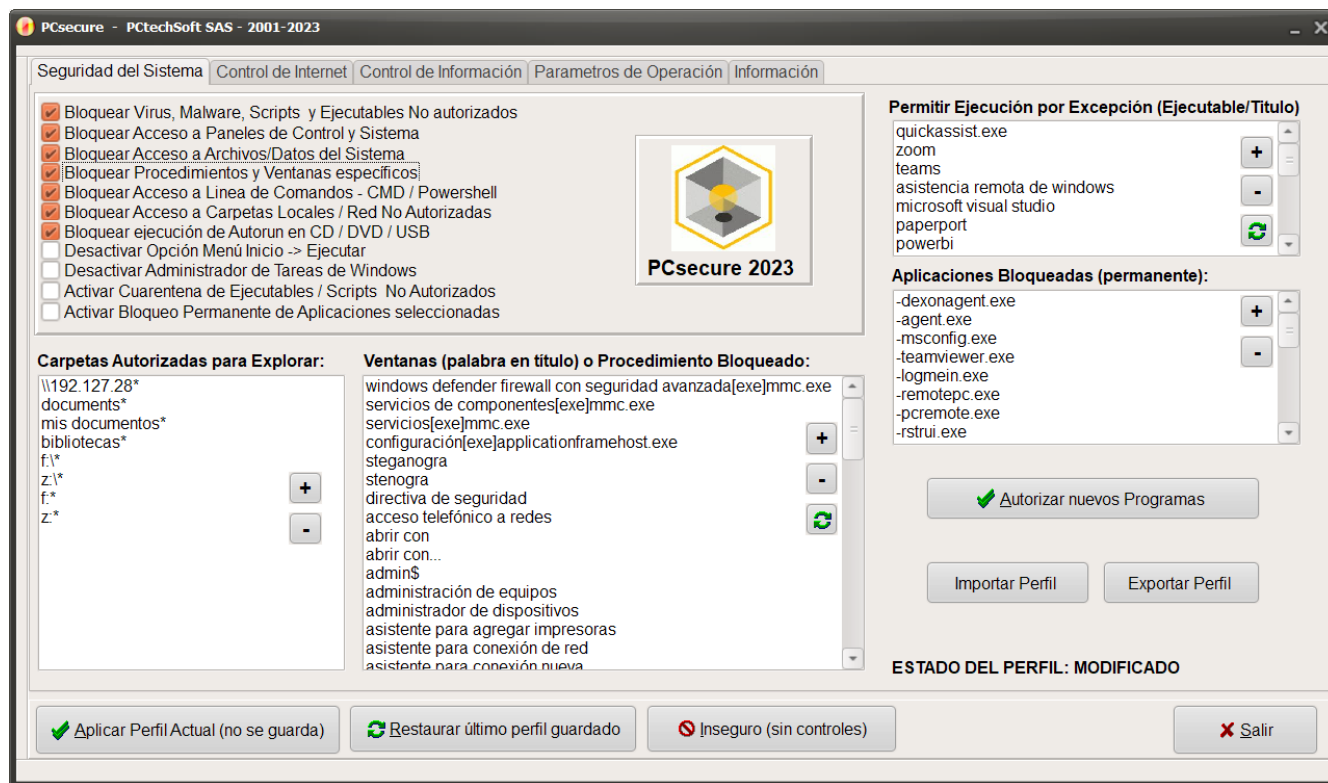 PCsecure - PCtechSoft SAS - 2001-2023
Seguridad del Sistema
Control de Internet
Control de Información
Parametros de Operación
Información
Bloquear Virus, Malware, Scripts y Ejecutables No autorizados
Bloquear Acceso a Paneles de Control y Sistema
Bloquear Acceso a Archivos/Datos del Sistema
Bloquear Procedimientos y Ventanas específicos
Bloquear Acceso a Linea de Comandos - CMD / Powershell
Bloquear Acceso a Carpetas Locales / Red No Autorizadas
Bloquear ejecución de Autorun en CD / DVD / USB
Desactivar Opción Menú Inicio -> Ejecutar
Desactivar Administrador de Tareas de Windows
Activar Cuarentena de Ejecutables / Scripts No Autorizados
Activar Bloqueo Permanente de Aplicaciones seleccionadas
PCsecure 2023
Permitir Ejecución por Excepción (Ejecutable/Titulo)
quickassist.exe
zoom
teams
asistencia remota de windows
microsoft visual studio
paperport
powerbi
+
-
Aplicaciones Bloqueadas (permanente):
-dexonagent.exe
-agent.exe
-msconfig.exe
-teamviewer.exe
-logmein.exe
-remotepc.exe
-pcremote.exe
-rstrui.exe
+
-
Carpetas Autorizadas para Explorar:
\\192.127.28*
documents*
mis documentos*
bibliotecas*
f:\*
z:\*
f:*
z:*
+
-
Ventanas (palabra en título) o Procedimiento Bloqueado:
windows defender firewall con seguridad avanzada[exe]mmc.exe
servicios de componentes[exe]mmc.exe
servicios[exe]mmc.exe
configuración[exe]applicationframehost.exe
steganogra
stenogra
directiva de seguridad
acceso telefónico a redes
abrir con
abrir con...
admin$
administración de equipos
administrador de dispositivos
asistente para agregar impresoras
asistente para conexión de red
asistente para conexión nueva
+
-
Autorizar nuevos Programas
Importar Perfil
Exportar Perfil
ESTADO DEL PERFIL: MODIFICADO
Aplicar Perfil Actual (no se guarda)
Restaurar último perfil guardado
Inseguro (sin controles)
Salir